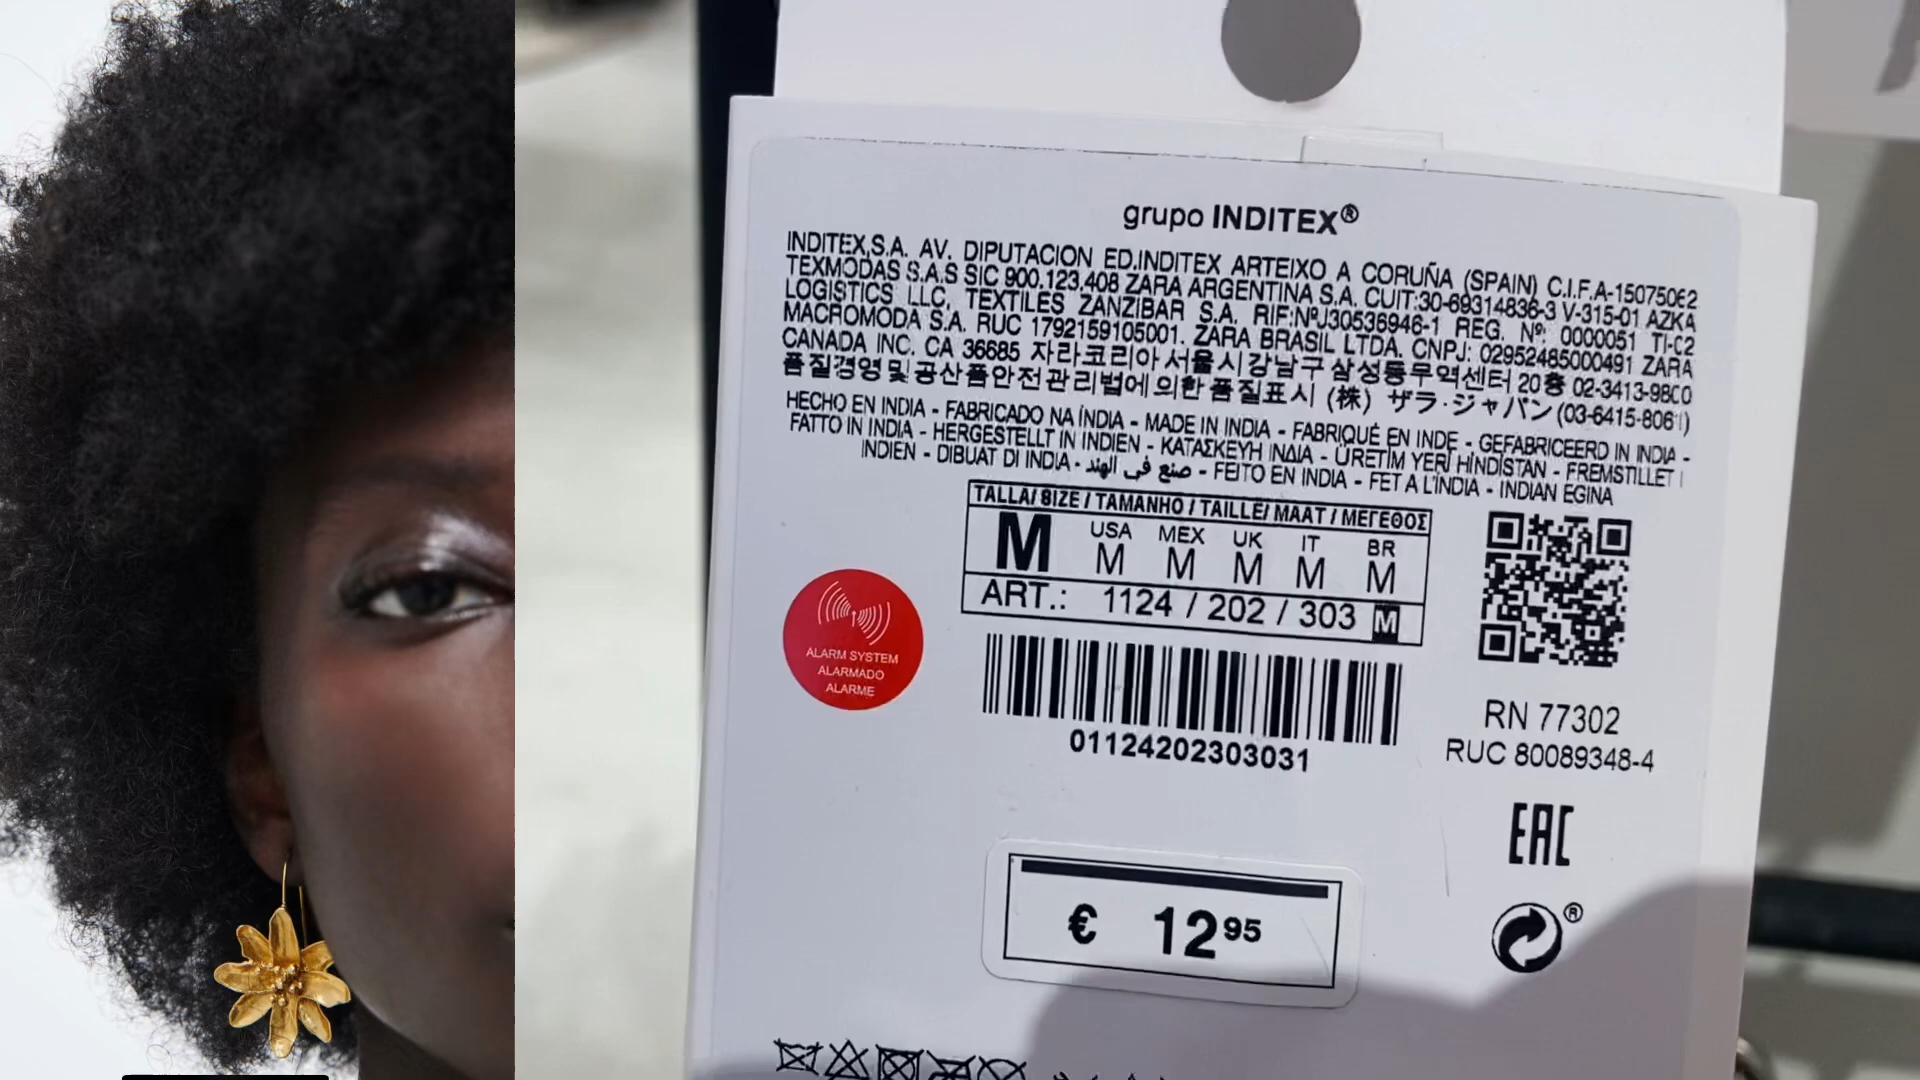 grupo INDITEX®
INDITEX,S.A. AV. DIPUTACION ED.INDITEX ARTEIXO A CORUÑA (SPAIN) C.I.F.A-15075062
TEXMODAS S.A.S SIC 900.123.408 ZARA ARGENTINA S.A. CUIT:30-69314836-3 V-315-01 AZKA
LOGISTICS LLC, TEXTILES ZANZIBAR S.A. RIF:NºJ30536946-1 REG. Nº: 0000051 TI-C2
MACROMODA S.A. RUC 1792159105001. ZARA BRASIL LTDA. CNPJ: 02952485000491 ZARA
CANADA INC. CA 36685 자라코리아 서울시강남구 삼성동무역센터 20층 02-3413-9800
품질경영및공산품안전관리법에의한품질표시 (株) ザラ·ジャパン (03-6415-8061)
HECHO EN INDIA - FABRICADO NA ÍNDIA - MADE IN INDIA - FABRIQUÉ EN INDE - GEFABRICEERD IN INDIA -
FATTO IN INDIA - HERGESTELLT IN INDIEN - ΚΑΤΑΣΚΕΥΗ ΙΝΔΙΑ - ÜRETİM YERİ HİNDİSTAN - FREMSTILLET I
INDIEN - DIBUAT DI INDIA - صنع في الهند - FEITO EN INDIA - FET A L'ÍNDIA - INDIAN EGINA
TALLA/ SIZE / TAMANHO / TAILLE/ MAAT / ΜΕΓΕΘΟΣ
M USA MEX UK IT BR
M M M M M
ART.: 1124 / 202 / 303 M
ALARM SYSTEM
ALARMADO
ALARME
01124202303031
RN 77302
RUC 80089348-4
EAC
€ 12 95
®